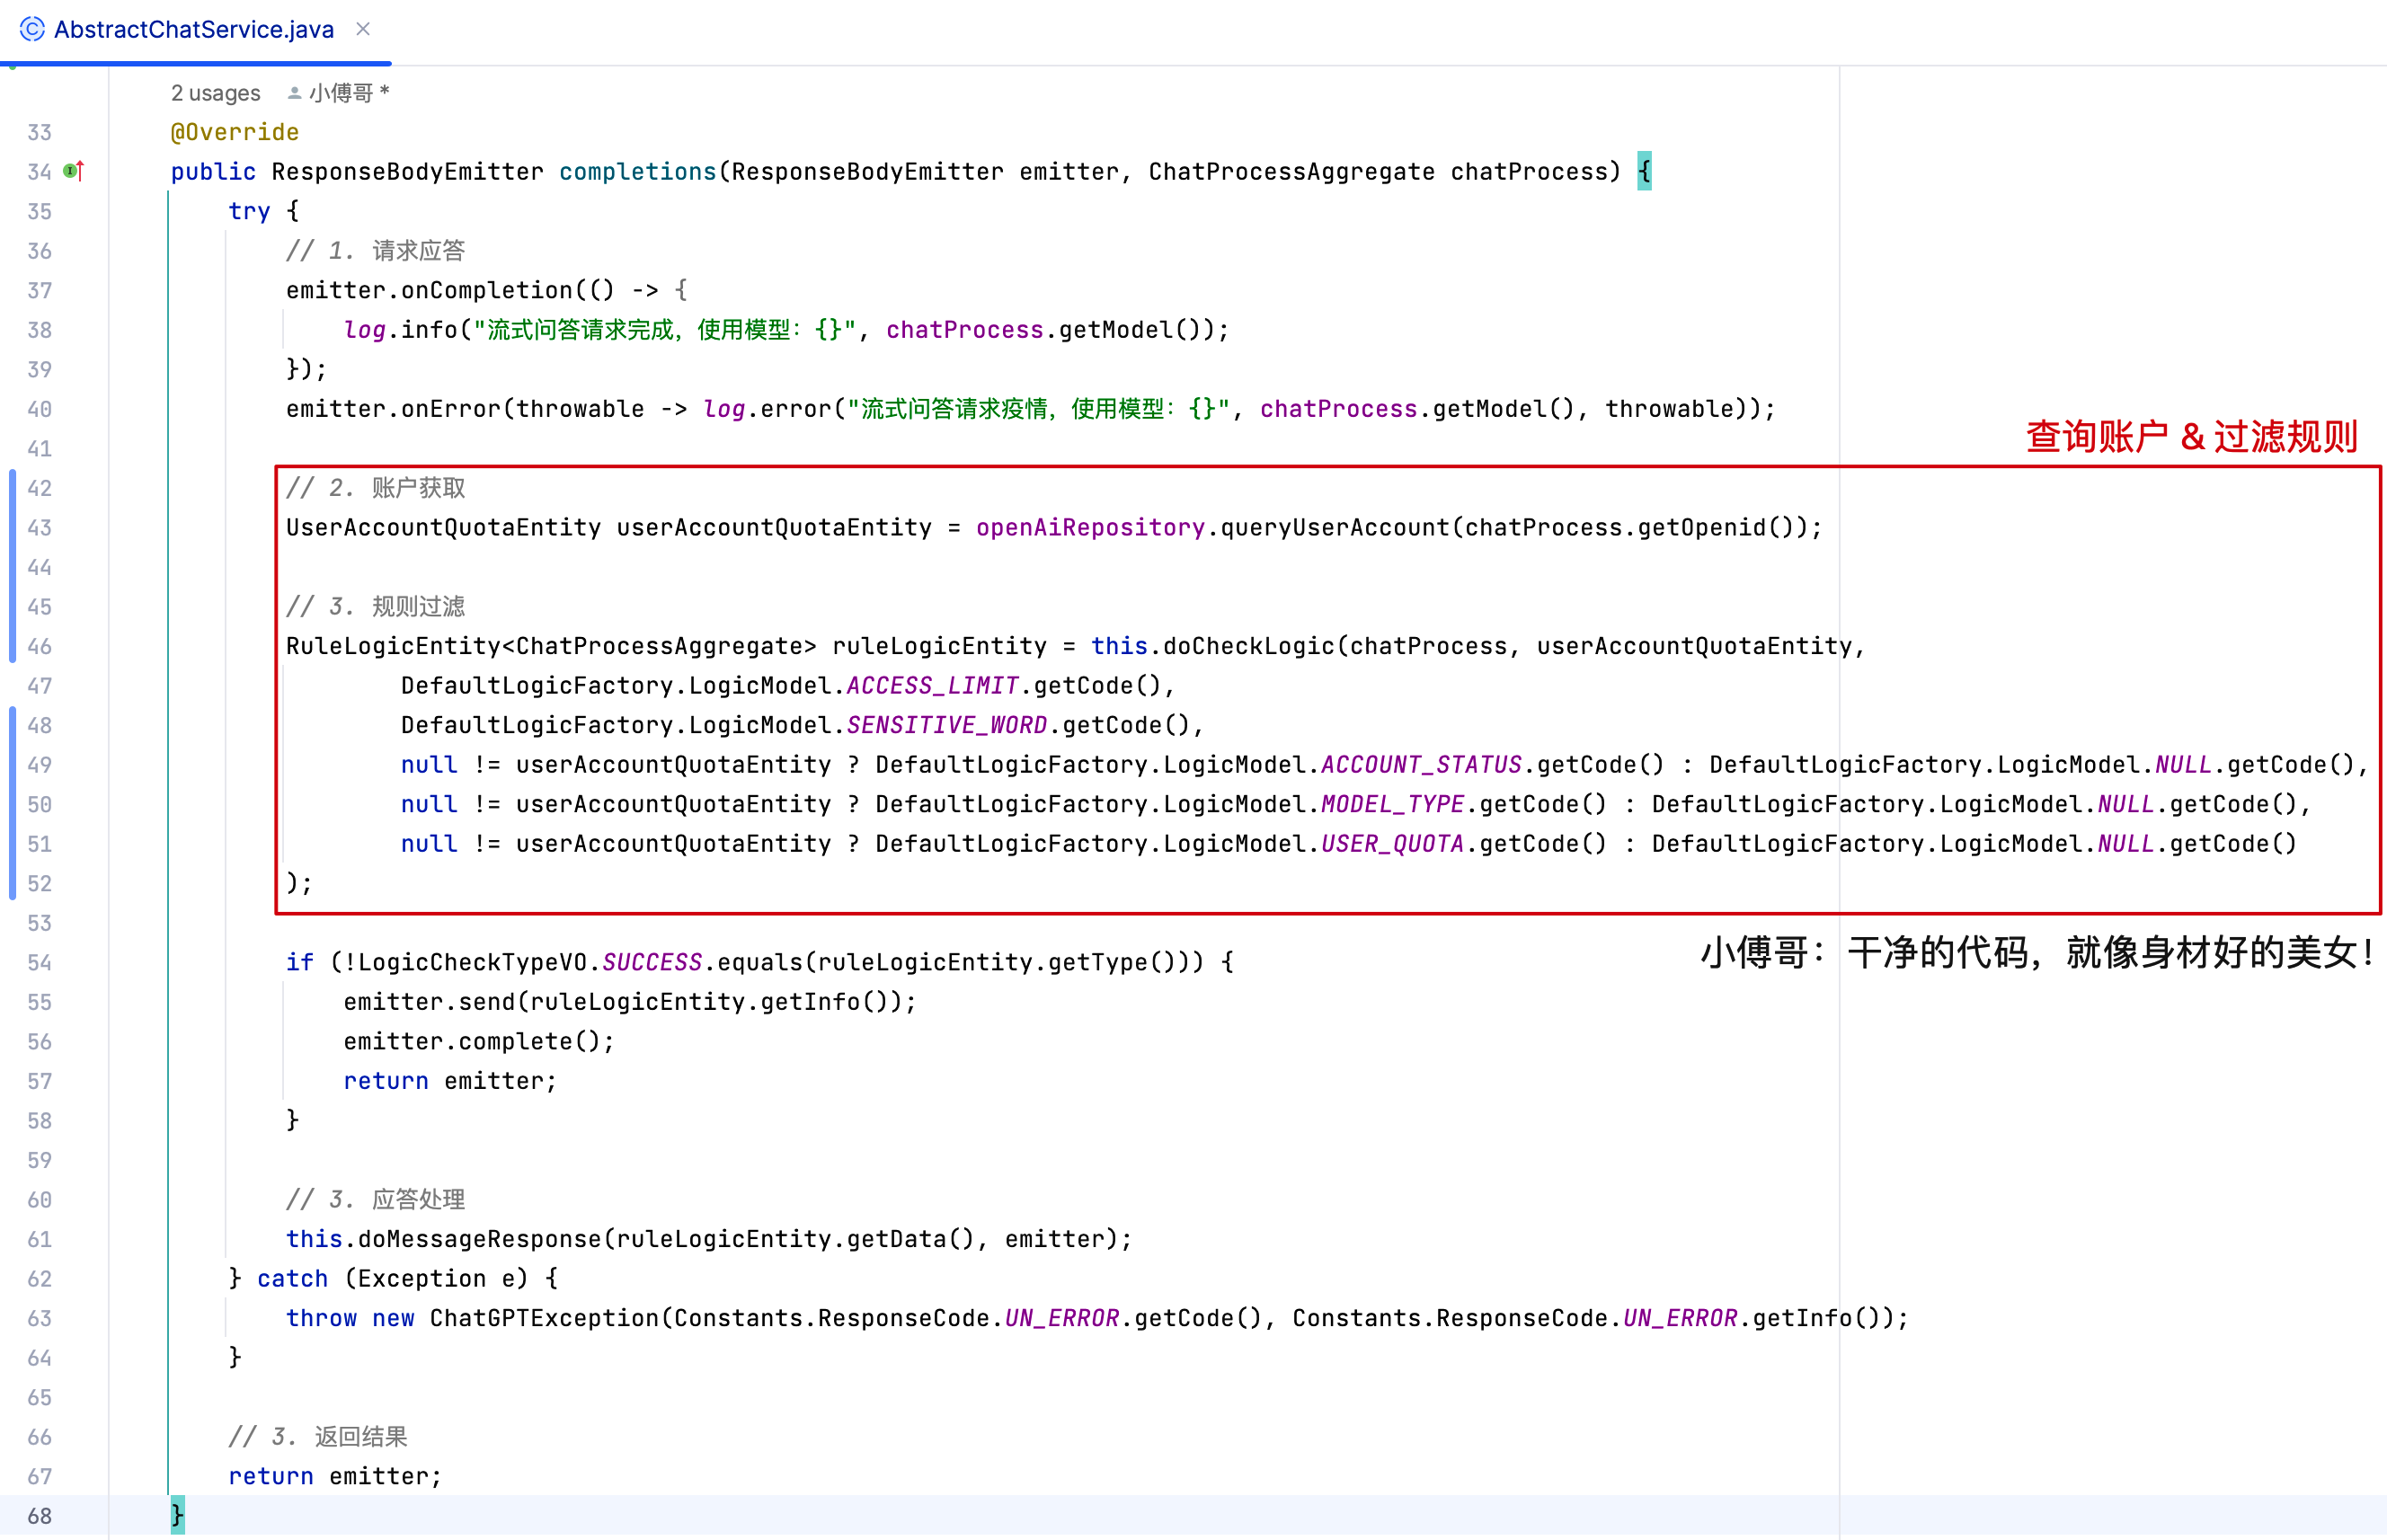 AbstractChatService.java
2 usages 小傅哥 *
33 @Override
34 public ResponseBodyEmitter completions(ResponseBodyEmitter emitter, ChatProcessAggregate chatProcess) {
35 try {
36 // 1. 请求应答
37 emitter.onCompletion(() -> {
38 log.info("流式问答请求完成，使用模型：{}", chatProcess.getModel());
39 });
40 emitter.onError(throwable -> log.error("流式问答请求疫情，使用模型：{}", chatProcess.getModel(), throwable));
41
查询账户 & 过滤规则
42 // 2. 账户获取
43 UserAccountQuotaEntity userAccountQuotaEntity = openAiRepository.queryUserAccount(chatProcess.getOpenid());
44
45 // 3. 规则过滤
46 RuleLogicEntity<ChatProcessAggregate> ruleLogicEntity = this.doCheckLogic(chatProcess, userAccountQuotaEntity,
47 DefaultLogicFactory.LogicModel.ACCESS_LIMIT.getCode(),
48 DefaultLogicFactory.LogicModel.SENSITIVE_WORD.getCode(),
49 null != userAccountQuotaEntity ? DefaultLogicFactory.LogicModel.ACCOUNT_STATUS.getCode() : DefaultLogicFactory.LogicModel.NULL.getCode(),
50 null != userAccountQuotaEntity ? DefaultLogicFactory.LogicModel.MODEL_TYPE.getCode() : DefaultLogicFactory.LogicModel.NULL.getCode(),
51 null != userAccountQuotaEntity ? DefaultLogicFactory.LogicModel.USER_QUOTA.getCode() : DefaultLogicFactory.LogicModel.NULL.getCode()
52 );
53
小傅哥：干净的代码，就像身材好的美女！
54 if (!LogicCheckTypeVO.SUCCESS.equals(ruleLogicEntity.getType())) {
55 emitter.send(ruleLogicEntity.getInfo());
56 emitter.complete();
57 return emitter;
58 }
59
60 // 3. 应答处理
61 this.doMessageResponse(ruleLogicEntity.getData(), emitter);
62 } catch (Exception e) {
63 throw new ChatGPTException(Constants.ResponseCode.UN_ERROR.getCode(), Constants.ResponseCode.UN_ERROR.getInfo());
64 }
65
66 // 3. 返回结果
67 return emitter;
68 }